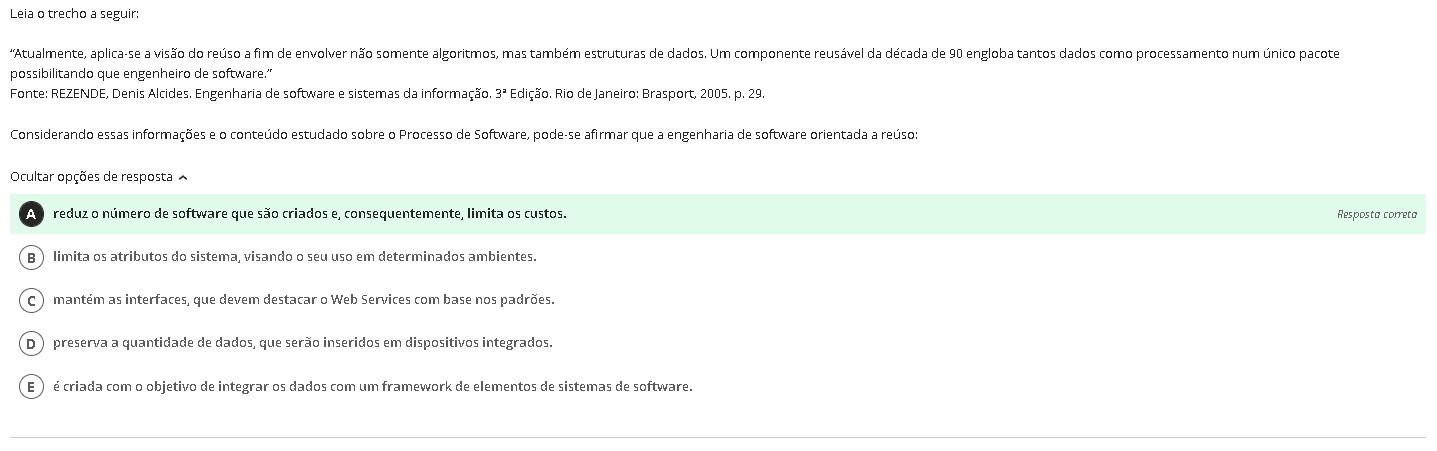 Leia o trecho a seguir:
“Atualmente, aplica-se a visão do reúso a fim de envolver não somente algoritmos, mas também estruturas de dados. Um componente reusável da década de 90 engloba tantos dados como processamento num único pacote
possibilitando que engenheiro de software.”
Fonte: REZENDE, Denis Alcides. Engenharia de software e sistemas da informação. 3ª Edição. Rio de Janeiro: Brasport, 2005. p. 29.
Considerando essas informações e o conteúdo estudado sobre o Processo de Software, pode-se afirmar que a engenharia de software orientada a reúso:
Ocultar opções de resposta
A reduz o número de software que são criados e, consequentemente, limita os custos. Resposta correta
B limita os atributos do sistema, visando o seu uso em determinados ambientes.
C mantém as interfaces, que devem destacar o Web Services com base nos padrões.
D preserva a quantidade de dados, que serão inseridos em dispositivos integrados.
E é criada com o objetivo de integrar os dados com um framework de elementos de sistemas de software.